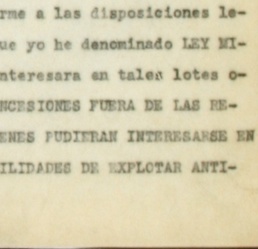 rme a las disposiciones le-
ue yo he denominado LEY MI-
nteresara en tales lotes o-
NCESIONES FUERA DE LAS RE-
ENES PUDIERAN INTERESARSE EN
ILIDADES DE EXPLOTAR ANTI-